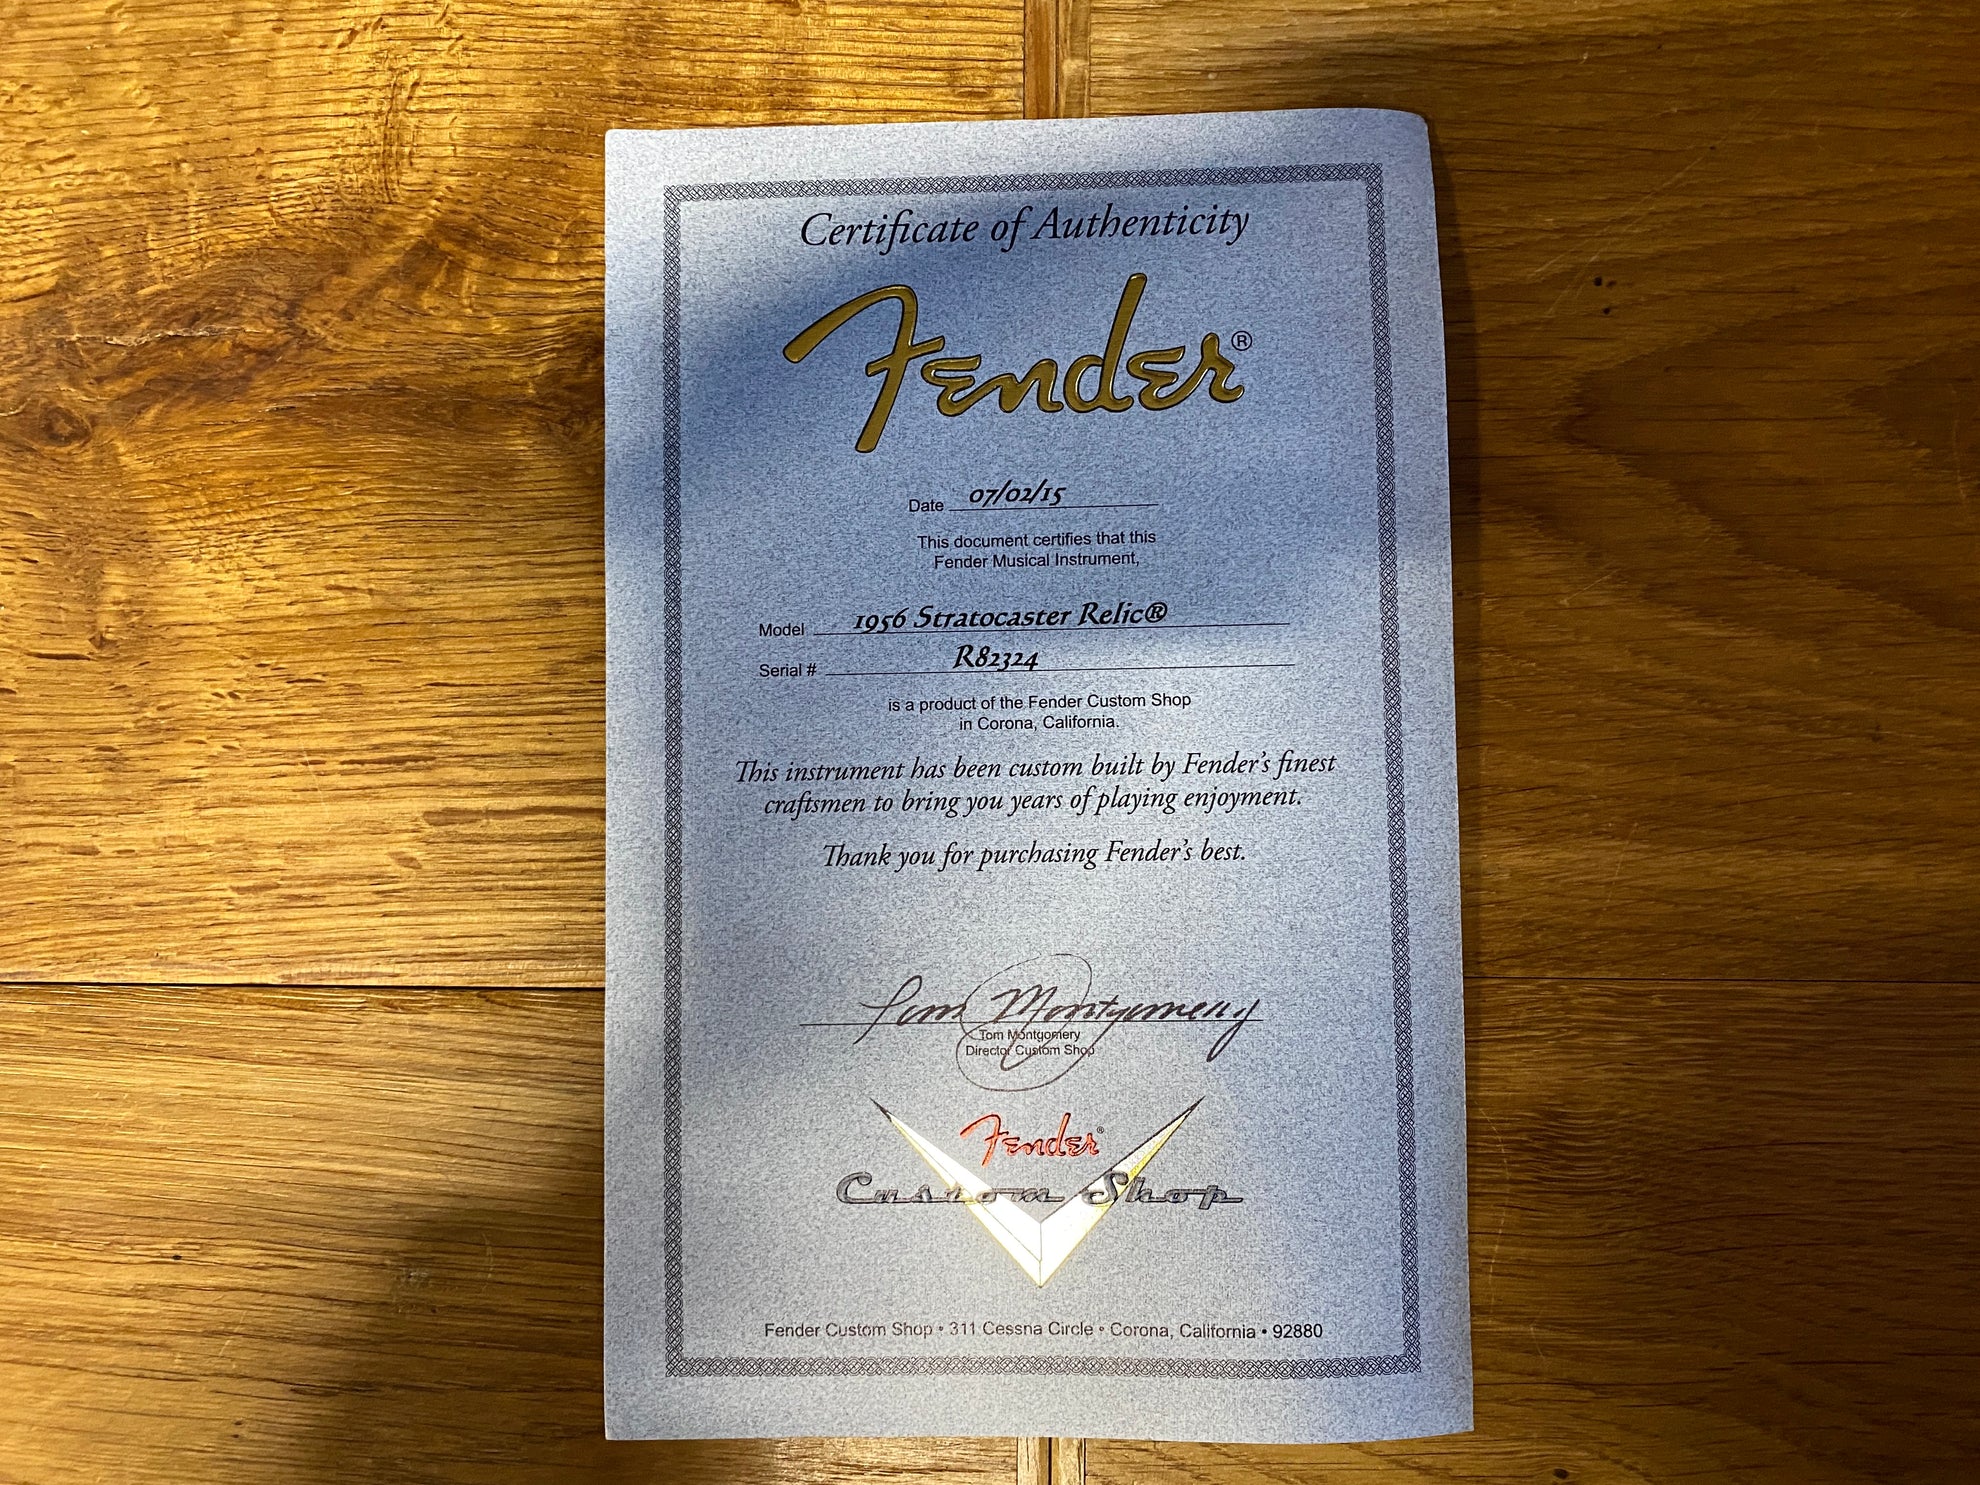 Certificate of Authenticity
Fender®
Date 07/02/15
This document certifies that this
Fender Musical Instrument,
Model 1956 Stratocaster Relic®
Serial # R82324
is a product of the Fender Custom Shop
in Corona, California.
This instrument has been custom built by Fender's finest
craftsmen to bring you years of playing enjoyment.
Thank you for purchasing Fender's best.
Tom Montgomery
Tom Montgomery
Director Custom Shop
Fender®
Custom Shop
Fender Custom Shop • 311 Cessna Circle • Corona, California • 92880